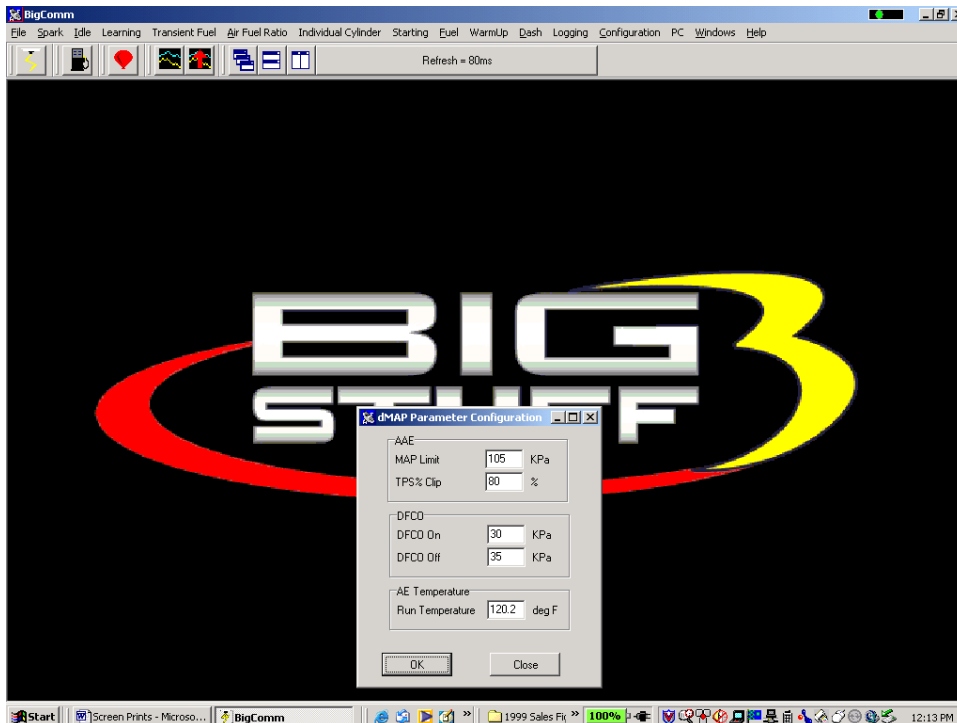 BigComm
File Spark Idle Learning Transient Fuel Air Fuel Ratio Individual Cylinder Starting Fuel WarmUp Dash Logging Configuration PC Windows Help
Refresh = 80ms
BIG
STUFF
3
dMAP Parameter Configuration
AAE
MAP Limit 105 KPa
TPS% Clip 80 %
DFCO
DFCO On 30 KPa
DFCO Off 35 KPa
AE Temperature
Run Temperature 120.2 deg F
OK Close
Start Screen Prints - Microso... BigComm » 1999 Sales Fi » 100% 12:13 PM